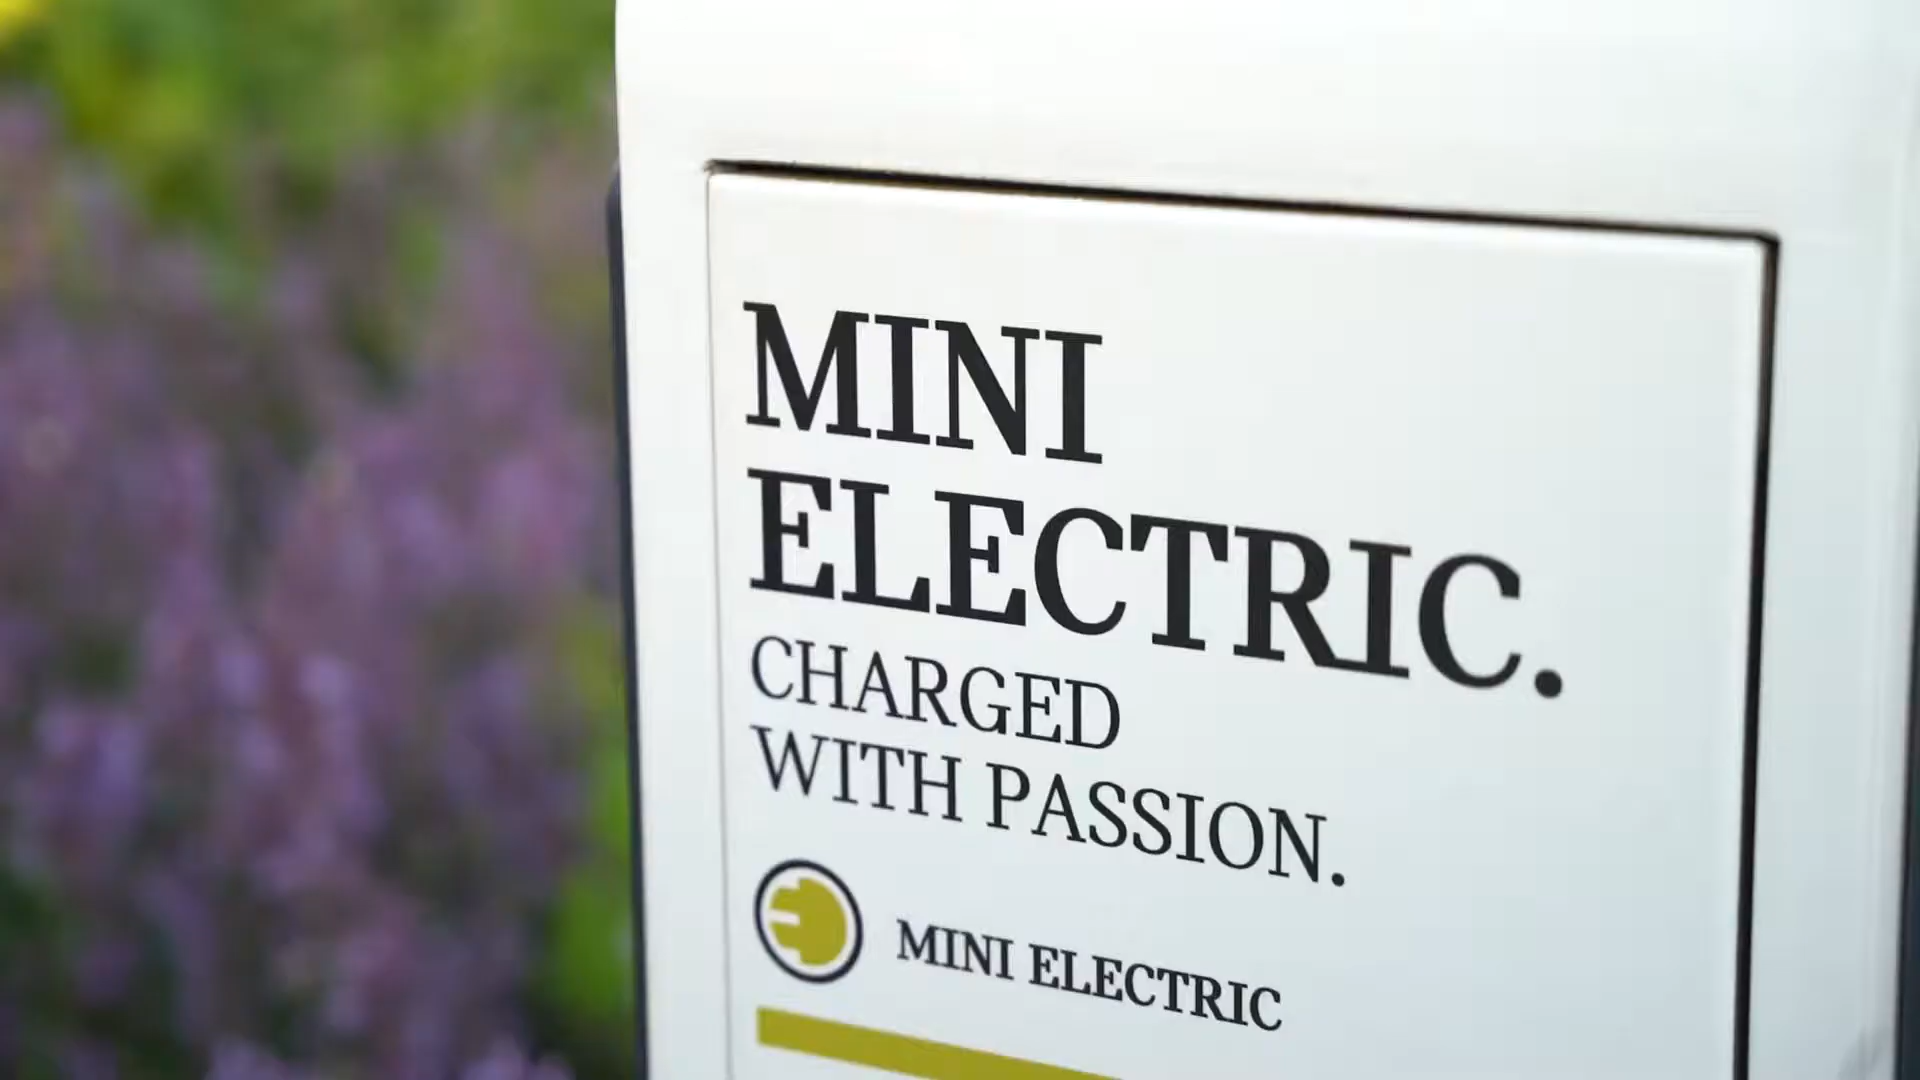 MINI
ELECTRIC.
CHARGED
WITH PASSION.
MINI ELECTRIC